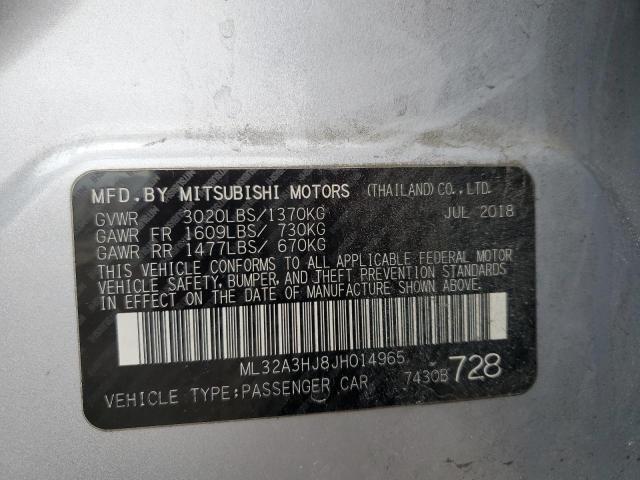 MFD.BY MITSUBISHI MOTORS (THAILAND) CO.,LTD.
GVWR 3020LBS/1370KG JUL 2018
GAWR FR 1609LBS/ 730KG
GAWR RR 1477LBS/ 670KG
THIS VEHICLE CONFORMS TO ALL APPLICABLE FEDERAL MOTOR
VEHICLE SAFETY, BUMPER, AND THEFT PREVENTION STANDARDS
IN EFFECT ON THE DATE OF MANUFACTURE SHOWN ABOVE.
ML32A3HJ8JH014965
VEHICLE TYPE;PASSENGER CAR 7430B 728